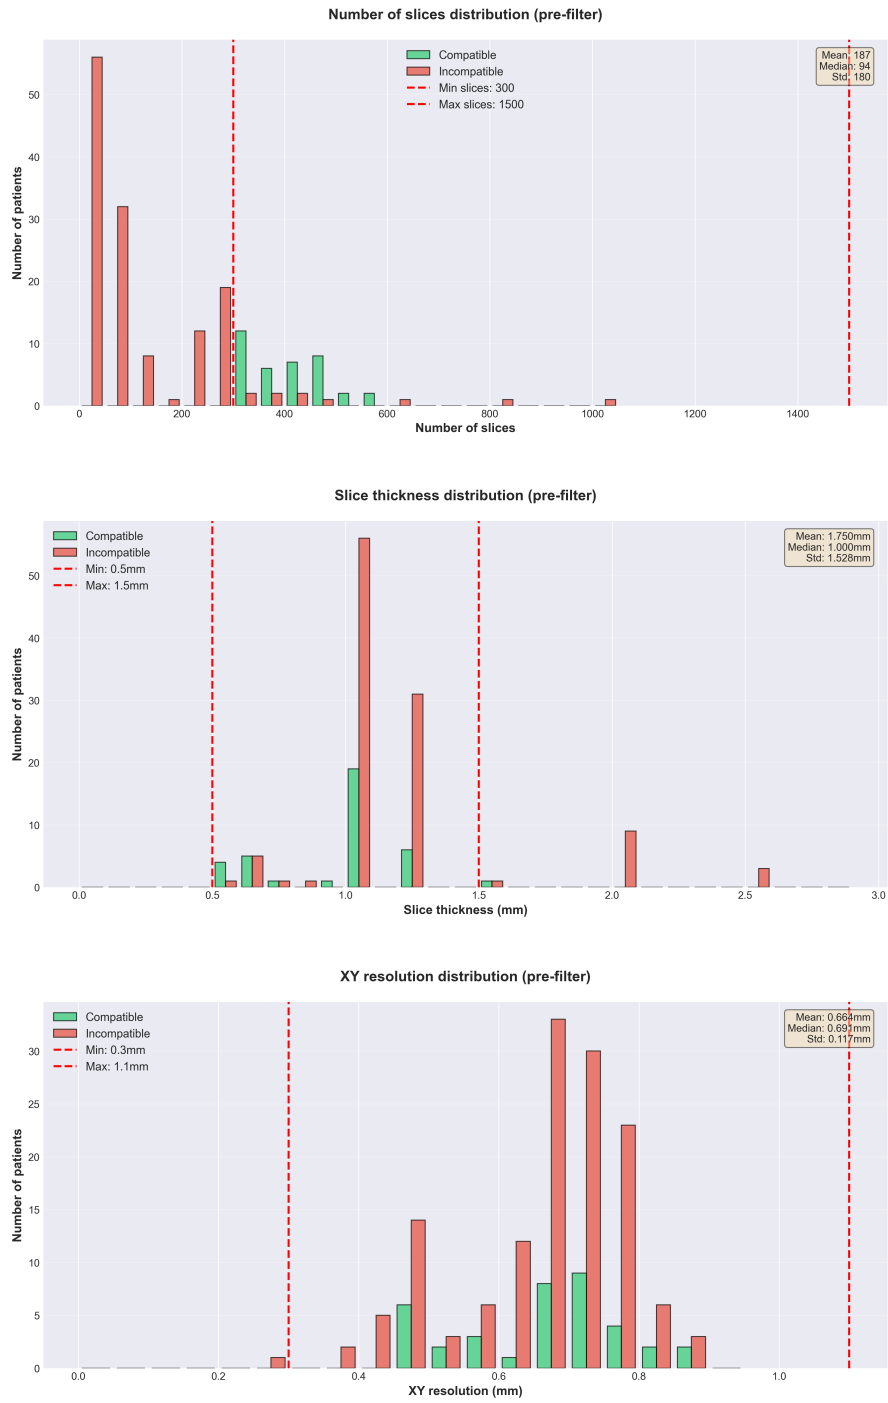 Number of slices distribution (pre-filter)
Compatible
Incompatible
Min slices: 300
Max slices: 1500
Mean: 187
Median: 94
Std: 180
Number of patients
50
40
30
20
10
0
0 200 400 600 800 1000 1200 1400
Number of slices
Slice thickness distribution (pre-filter)
Compatible
Incompatible
Min: 0.5mm
Max: 1.5mm
Mean: 1.750mm
Median: 1.000mm
Std: 1.528mm
Number of patients
50
40
30
20
10
0
0.0 0.5 1.0 1.5 2.0 2.5 3.0
Slice thickness (mm)
XY resolution distribution (pre-filter)
Compatible
Incompatible
Min: 0.3mm
Max: 1.1mm
Mean: 0.664mm
Median: 0.691mm
Std: 0.117mm
Number of patients
30
25
20
15
10
5
0
0.0 0.2 0.4 0.6 0.8 1.0
XY resolution (mm)